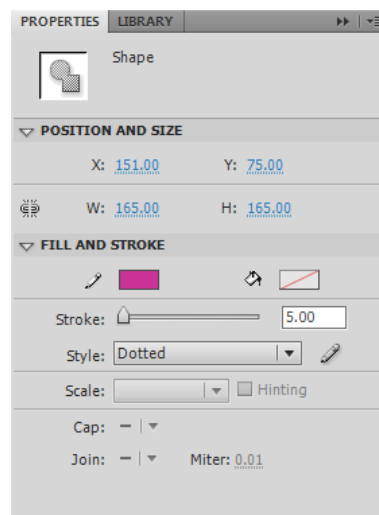 PROPERTIES LIBRARY
Shape
POSITION AND SIZE
X: 151.00 Y: 75.00
W: 165.00 H: 165.00
FILL AND STROKE
Stroke: 5.00
Style: Dotted
Scale: Hinting
Cap:
Join: Miter: 0.01